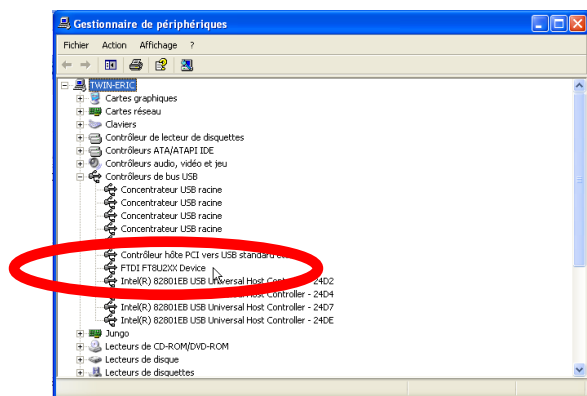 Gestionnaire de périphériques
Fichier Action Affichage ?
TWIN-ERIC
Cartes graphiques
Cartes réseau
Claviers
Contrôleur de lecteur de disquettes
Contrôleurs ATA/ATAPI IDE
Contrôleurs audio, vidéo et jeu
Contrôleurs de bus USB
Concentrateur USB racine
Concentrateur USB racine
Concentrateur USB racine
Concentrateur USB racine
Contrôleur hôte PCI vers USB standard
FTDI FT8U2XX Device
Intel(R) 82801EB USB Universal Host Controller - 24D2
Intel(R) 82801EB USB Universal Host Controller - 24D4
Intel(R) 82801EB USB Universal Host Controller - 24D7
Intel(R) 82801EB USB Universal Host Controller - 24DE
Jungo
Lecteurs de CD-ROM/DVD-ROM
Lecteurs de disque
Lecteurs de disquettes